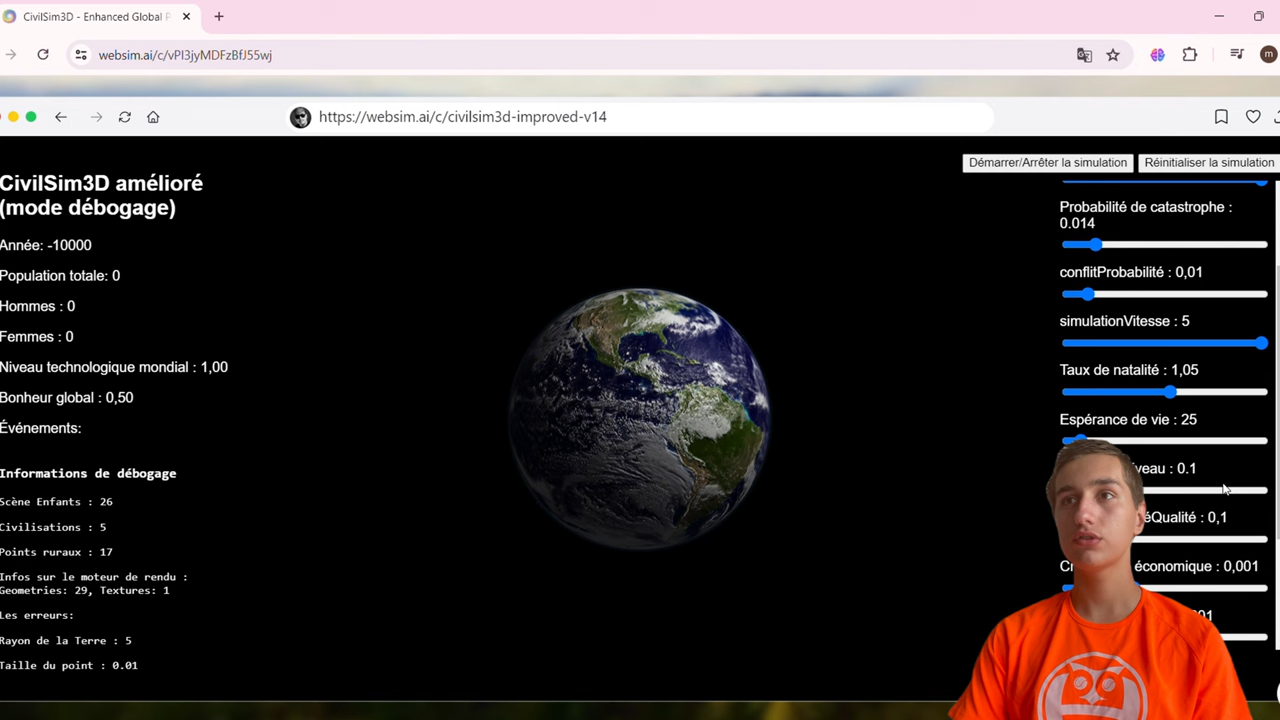 CivilSim3D - Enhanced Global P
websim.ai/c/vPl3jyMDFzBfJ55wj
m
https://websim.ai/c/civilsim3d-improved-v14
Démarrer/Arrêter la simulation
Réinitialiser la simulation
CivilSim3D amélioré
(mode débogage)
Année: -10000
Population totale: 0
Hommes : 0
Femmes : 0
Niveau technologique mondial : 1,00
Bonheur global : 0,50
Événements:
Informations de débogage
Scène Enfants : 26
Civilisations : 5
Points ruraux : 17
Infos sur le moteur de rendu :
Geometries: 29, Textures: 1
Les erreurs:
Rayon de la Terre : 5
Taille du point : 0.01
Probabilité de catastrophe :
0.014
conflitProbabilité : 0,01
simulationVitesse : 5
Taux de natalité : 1,05
Espérance de vie : 25
: 0.1
: 0,1
économique : 0,001